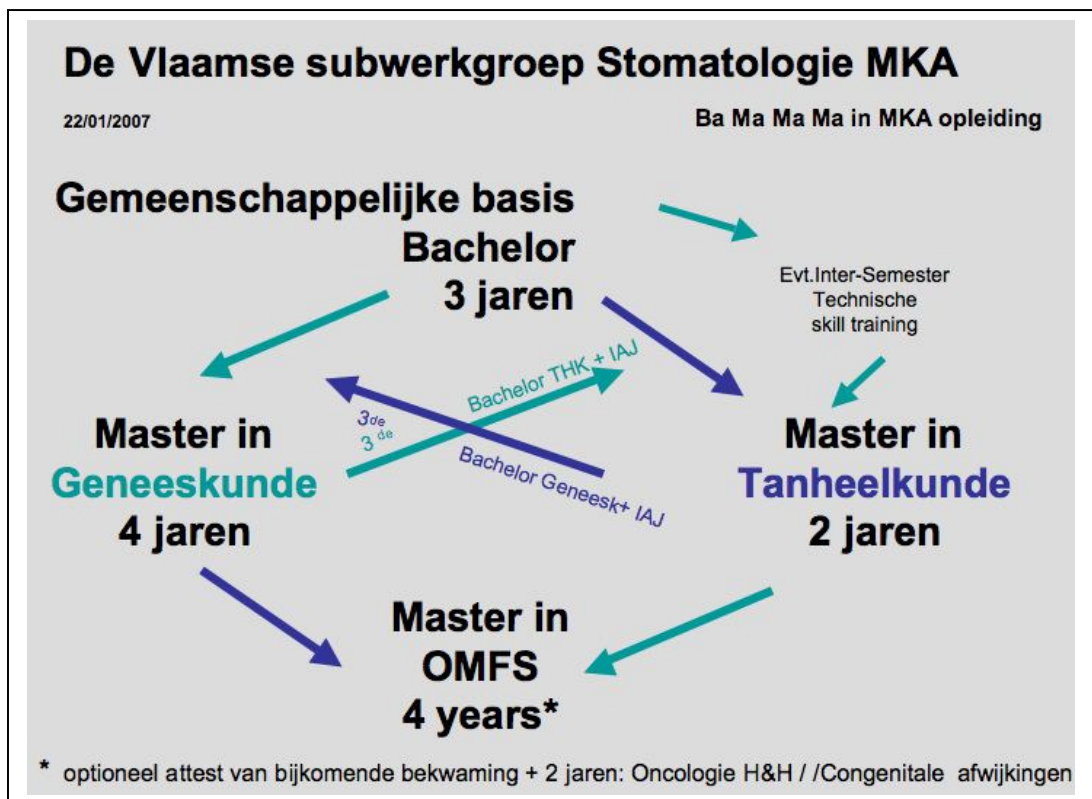 De Vlaamse subwerkgroep Stomatologie MKA
22/01/2007
Ba Ma Ma Ma in MKA opleiding
Gemeenschappelijke basis
Bachelor
3 jaren
Evt.Inter-Semester
Technische
skill training
Bachelor THK + IAJ
3de
3 de
Bachelor Geneesk+ IAJ
Master in
Geneeskunde
4 jaren
Master in
Tanheelkunde
2 jaren
Master in
OMFS
4 years*
* optioneel attest van bijkomende bekwaming + 2 jaren: Oncologie H&H / /Congenitale afwijkingen